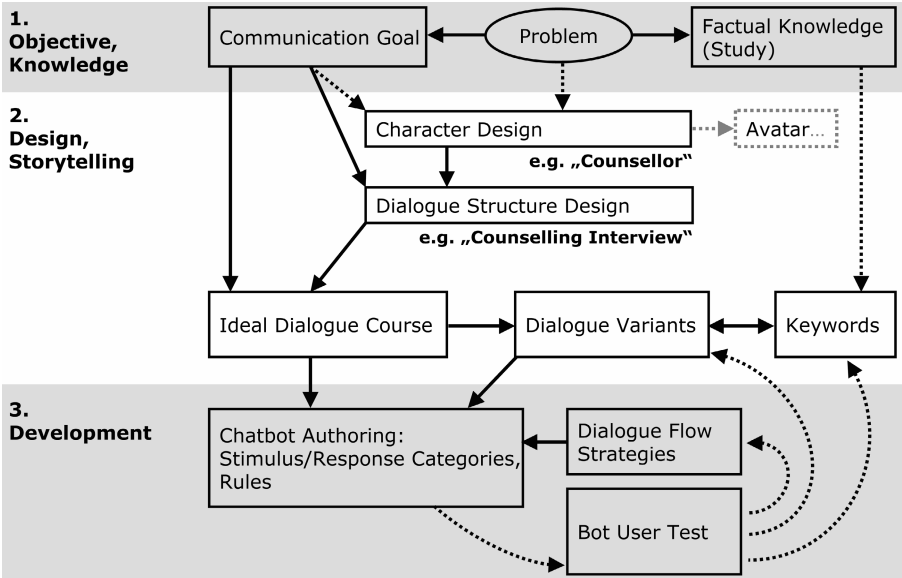 1.
Objective,
Knowledge
Communication Goal
Problem
Factual Knowledge
(Study)
2.
Design,
Storytelling
Character Design
Avatar...
e.g. „Counsellor“
Dialogue Structure Design
e.g. „Counselling Interview“
Ideal Dialogue Course
Dialogue Variants
Keywords
3.
Development
Chatbot Authoring:
Stimulus/Response Categories,
Rules
Dialogue Flow
Strategies
Bot User Test